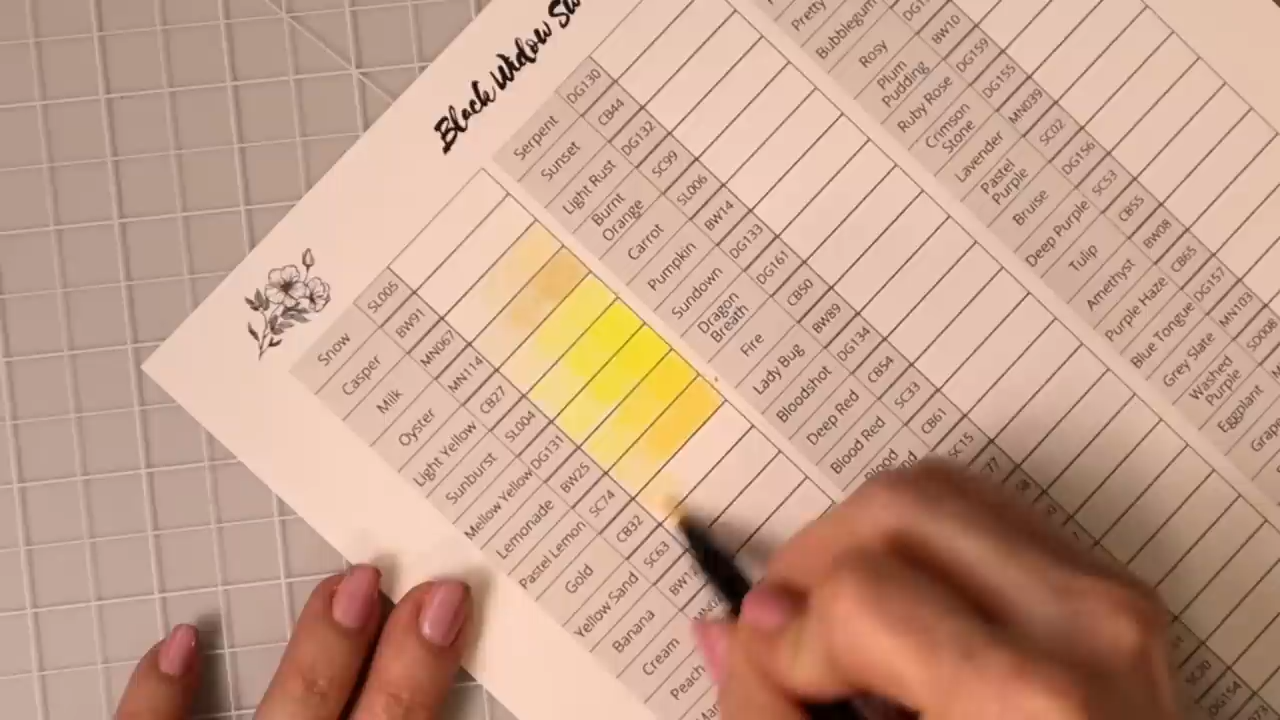 Black Widow
Snow SL005
Casper BW91
Milk MN067
Oyster MN114
Light Yellow CB27
Sunburst SL004
Mellow Yellow DG131
Lemonade BW25
Pastel Lemon SC74
Gold CB32
Yellow Sand SC63
Banana
Cream
Peach
Serpent DG130
Sunset CB44
Light Rust DG132
Burnt Orange SC99
Carrot SL006
Pumpkin BW14
Sundown DG133
Dragon Breath DG161
Fire CB50
Lady Bug BW89
Bloodshot DG134
Deep Red CB54
Blood Red SC33
CB61
SC15
Pretty
Bubblegum
Rosy BW10
Plum Pudding DG159
Ruby Rose DG155
Crimson Stone MN039
Lavender SC02
Pastel Purple DG156
Bruise SC53
Deep Purple CB55
Tulip BW08
Amethyst CB65
Purple Haze DG157
Blue Tongue MN103
Grey Slate SD008
Washed Purple
Eggplant